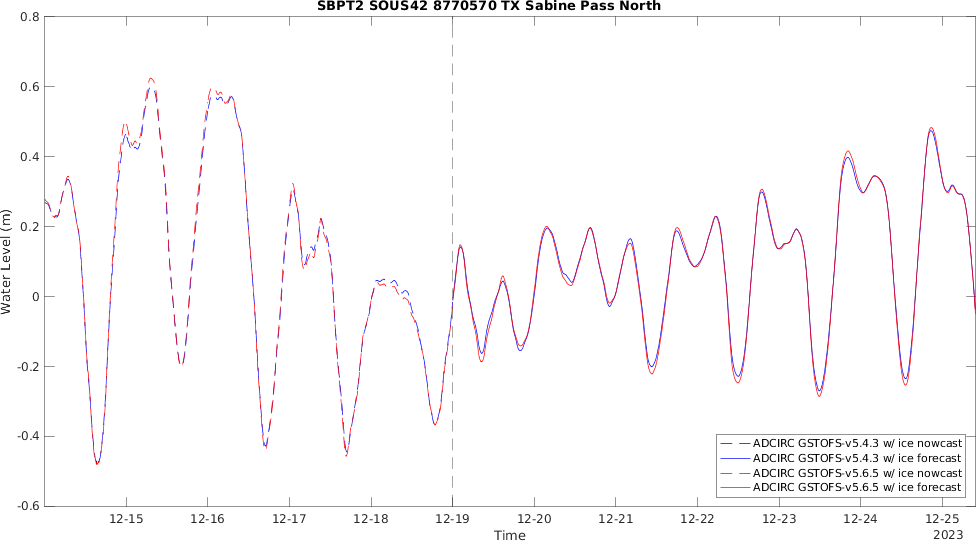 SBPT2 SOUS42 8770570 TX Sabine Pass North
Water Level (m)
0.8
0.6
0.4
0.2
0
-0.2
-0.4
-0.6
ADCIRC GSTOFS-v5.4.3 w/ ice nowcast
ADCIRC GSTOFS-v5.4.3 w/ ice forecast
ADCIRC GSTOFS-v5.6.5 w/ ice nowcast
ADCIRC GSTOFS-v5.6.5 w/ ice forecast
12-15 12-16 12-17 12-18 12-19 12-20 12-21 12-22 12-23 12-24 12-25
Time
2023